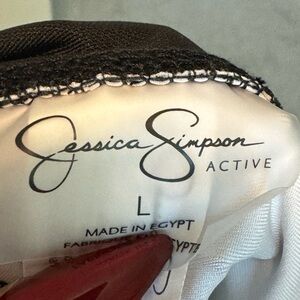 Jessica Simpson
ACTIVE
L
MADE IN EGYPT